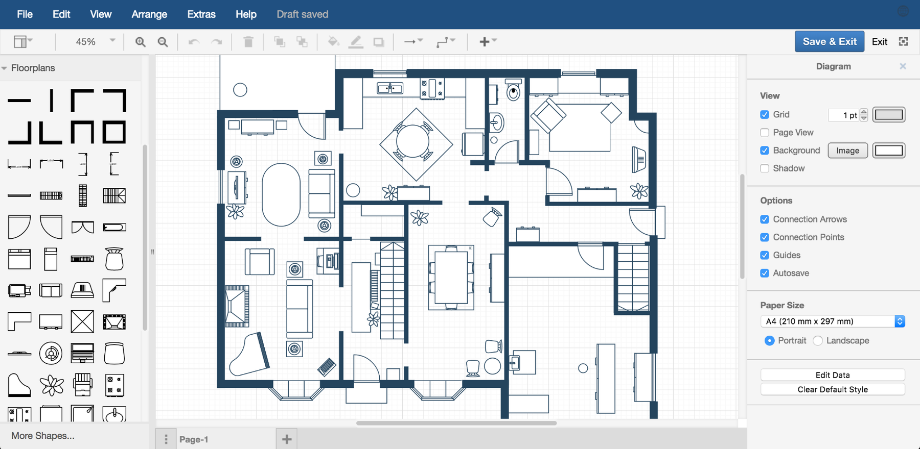 File Edit View Arrange Extras Help Draft saved
45% Save & Exit Exit
Floorplans
Diagram
View
Grid 1 pt
Page View
Background Image
Shadow
Options
Connection Arrows
Connection Points
Guides
Autosave
Paper Size
A4 (210 mm x 297 mm)
Portrait Landscape
Edit Data
Clear Default Style
More Shapes...
Page-1